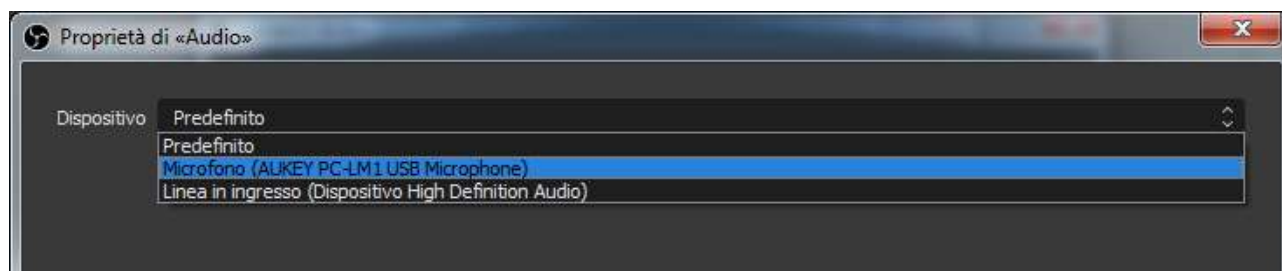 Proprietà di «Audio»
Dispositivo Predefinito
Predefinito
Microfono (AUKEY PC-LM1 USB Microphone)
Linea in ingresso (Dispositivo High Definition Audio)